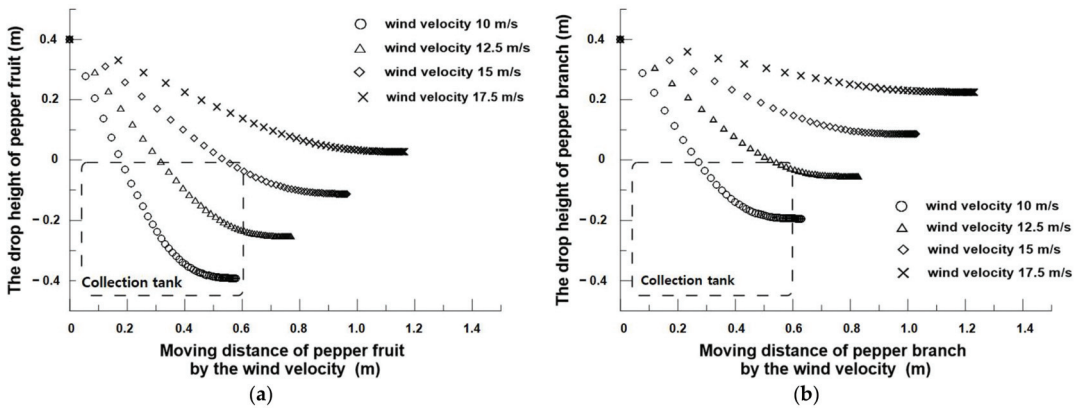 The drop height of pepper fruit (m)
0.4
0.2
0
− 0.2
− 0.4
wind velocity 10 m/s
wind velocity 12.5 m/s
wind velocity 15 m/s
wind velocity 17.5 m/s
Collection tank
0 0.2 0.4 0.6 0.8 1.0 1.2 1.4
Moving distance of pepper fruit
by the wind velocity (m)
(a)
The drop height of pepper branch (m)
0.4
0.2
0
− 0.2
− 0.4
wind velocity 10 m/s
wind velocity 12.5 m/s
wind velocity 15 m/s
wind velocity 17.5 m/s
Collection tank
0 0.2 0.4 0.6 0.8 1.0 1.2 1.4
Moving distance of pepper branch
by the wind velocity (m)
(b)